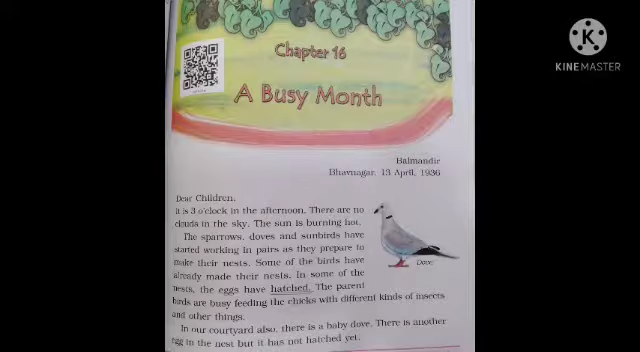 Chapter 16
A Busy Month
K
KINEMASTER
Balmandir
Bhavnagar, 13 April, 1936
Dear Children,
It is 3 o'clock in the afternoon. There are no
clouds in the sky. The sun is burning hot.
The sparrows, doves and sunbirds have
started working in pairs as they prepare to
make their nests. Some of the birds have
already made their nests. In some of the
nests, the eggs have hatched. The parent
birds are busy feeding the chicks with different kinds of insects
and other things.
Dove
In our courtyard also, there is a baby dove. There is another
egg in the nest but it has not hatched yet.